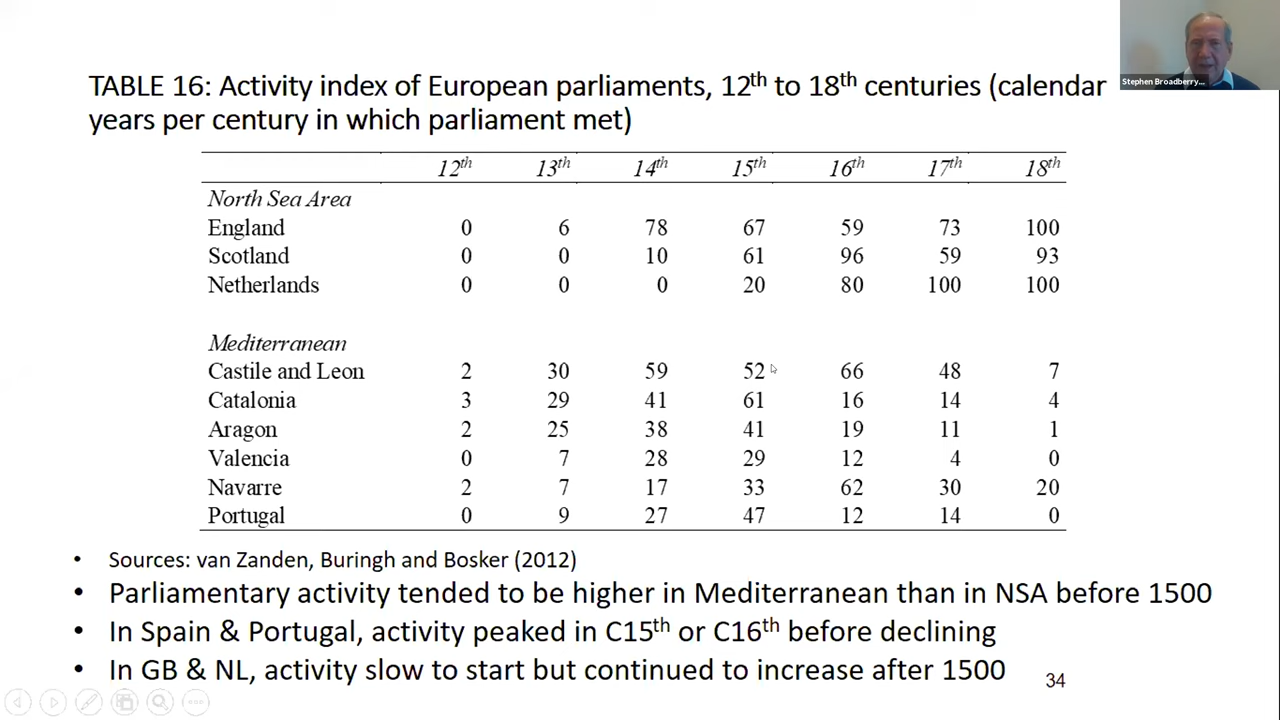 Stephen Broadberry...
TABLE 16: Activity index of European parliaments, 12th to 18th centuries (calendar
years per century in which parliament met)
12th 13th 14th 15th 16th 17th 18th
North Sea Area
England 0 6 78 67 59 73 100
Scotland 0 0 10 61 96 59 93
Netherlands 0 0 0 20 80 100 100
Mediterranean
Castile and Leon 2 30 59 52 66 48 7
Catalonia 3 29 41 61 16 14 4
Aragon 2 25 38 41 19 11 1
Valencia 0 7 28 29 12 4 0
Navarre 2 7 17 33 62 30 20
Portugal 0 9 27 47 12 14 0
• Sources: van Zanden, Buringh and Bosker (2012)
• Parliamentary activity tended to be higher in Mediterranean than in NSA before 1500
• In Spain & Portugal, activity peaked in C15th or C16th before declining
• In GB & NL, activity slow to start but continued to increase after 1500
34